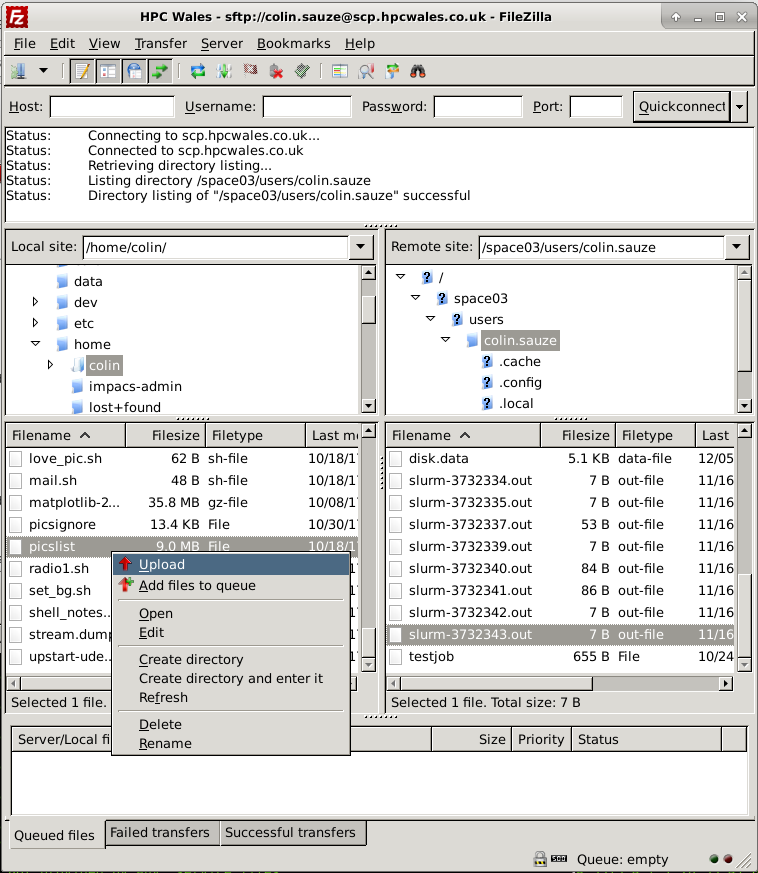 HPC Wales - sftp://colin.sauze@scp.hpcwales.co.uk - FileZilla
File Edit View Transfer Server Bookmarks Help
Host: Username: Password: Port: Quickconnect
Status: Connecting to scp.hpcwales.co.uk...
Status: Connected to scp.hpcwales.co.uk
Status: Retrieving directory listing...
Status: Listing directory /space03/users/colin.sauze
Status: Directory listing of "/space03/users/colin.sauze" successful
Local site: /home/colin/
data
dev
etc
home
colin
impacs-admin
lost+found
Remote site: /space03/users/colin.sauze
/
space03
users
colin.sauze
.cache
.config
.local
Filename Filesize Filetype Last m
love_pic.sh 62 B sh-file 10/18/1
mail.sh 48 B sh-file 10/18/1
matplotlib-2... 35.8 MB gz-file 10/08/1
picsignore 13.4 KB File 10/30/1
picslist 9.0 MB File 10/18/1
radio1.sh
set_bg.sh
shell_notes..
stream.dump
upstart-ude..
Selected 1 file.
Upload
Add files to queue
Open
Edit
Create directory
Create directory and enter it
Refresh
Delete
Rename
Filename Filesize Filetype Last
disk.data 5.1 KB data-file 12/05
slurm-3732334.out 7 B out-file 11/16
slurm-3732335.out 7 B out-file 11/16
slurm-3732337.out 53 B out-file 11/16
slurm-3732339.out 7 B out-file 11/16
slurm-3732340.out 84 B out-file 11/16
slurm-3732341.out 86 B out-file 11/16
slurm-3732342.out 7 B out-file 11/16
slurm-3732343.out 7 B out-file 11/16
testjob 655 B File 10/24
Selected 1 file. Total size: 7 B
Server/Local fi Size Priority Status
Queued files Failed transfers Successful transfers
Queue: empty